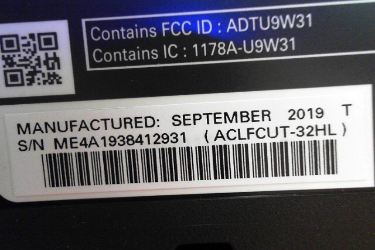 Contains FCC ID : ADTU9W31
Contains IC : 1178A-U9W31
MANUFACTURED: SEPTEMBER 2019 T
S/N ME4A1938412931 (ACLFCUT-32HL)